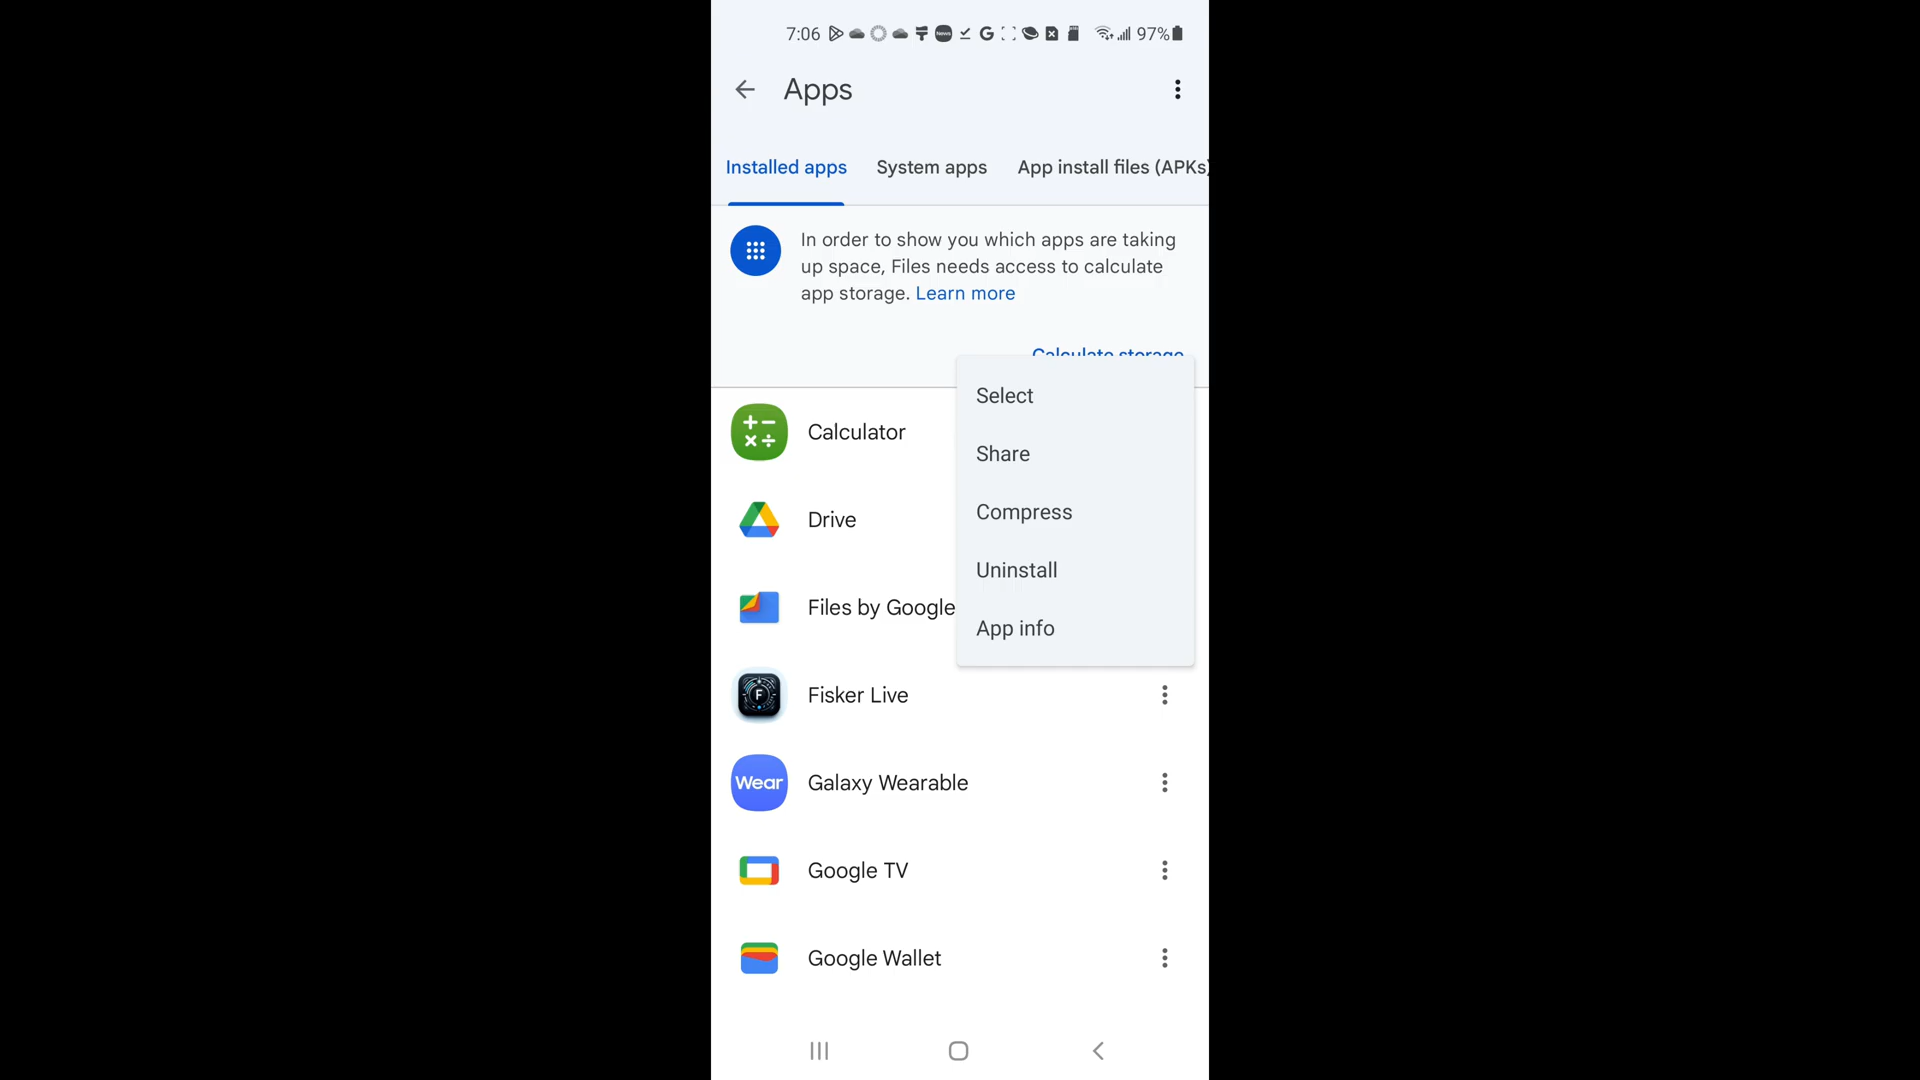 7:06 News G 97%
Apps
Installed apps System apps App install files (APKs)
In order to show you which apps are taking
up space, Files needs access to calculate
app storage. Learn more
Calculate storage
Select
Calculator
Share
Compress
Drive
Uninstall
Files by Google
App info
F Fisker Live
Wear Galaxy Wearable
Google TV
Google Wallet